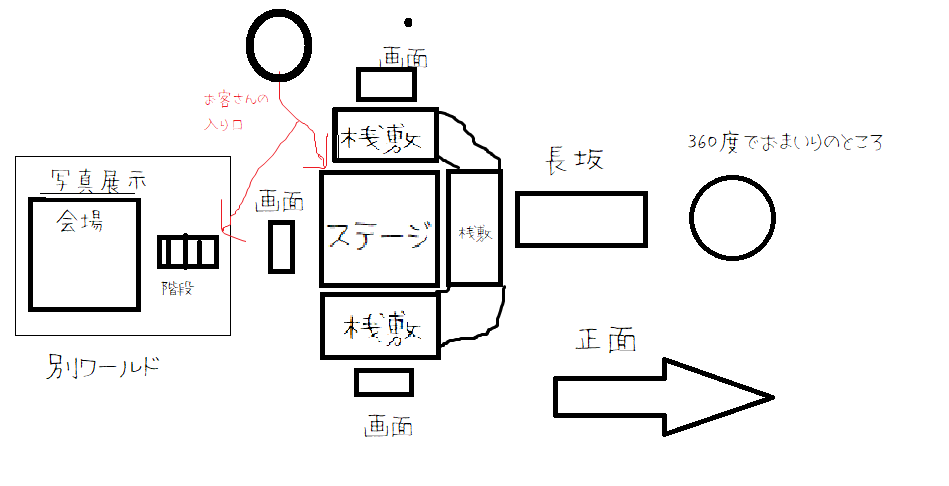 画面
お客さんの
入り口
桟敷
長坂
360度でおまいりのところ
写真展示
会場
画面
ステージ
桟敷
階段
桟敷
正面
別ワールド
画面